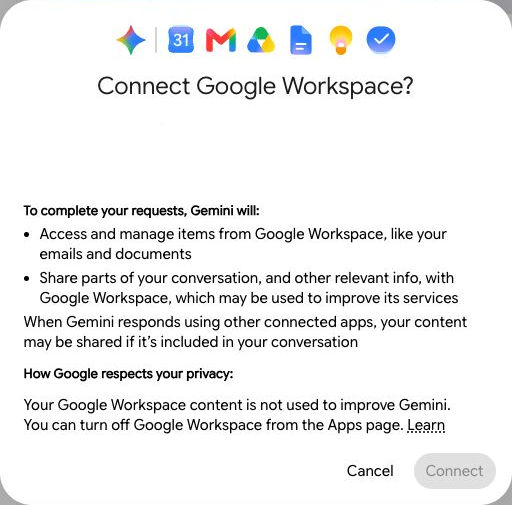 31
Connect Google Workspace?
To complete your requests, Gemini will:
• Access and manage items from Google Workspace, like your
emails and documents
• Share parts of your conversation, and other relevant info, with
Google Workspace, which may be used to improve its services
When Gemini responds using other connected apps, your content
may be shared if it’s included in your conversation
How Google respects your privacy:
Your Google Workspace content is not used to improve Gemini.
You can turn off Google Workspace from the Apps page. Learn
Cancel
Connect